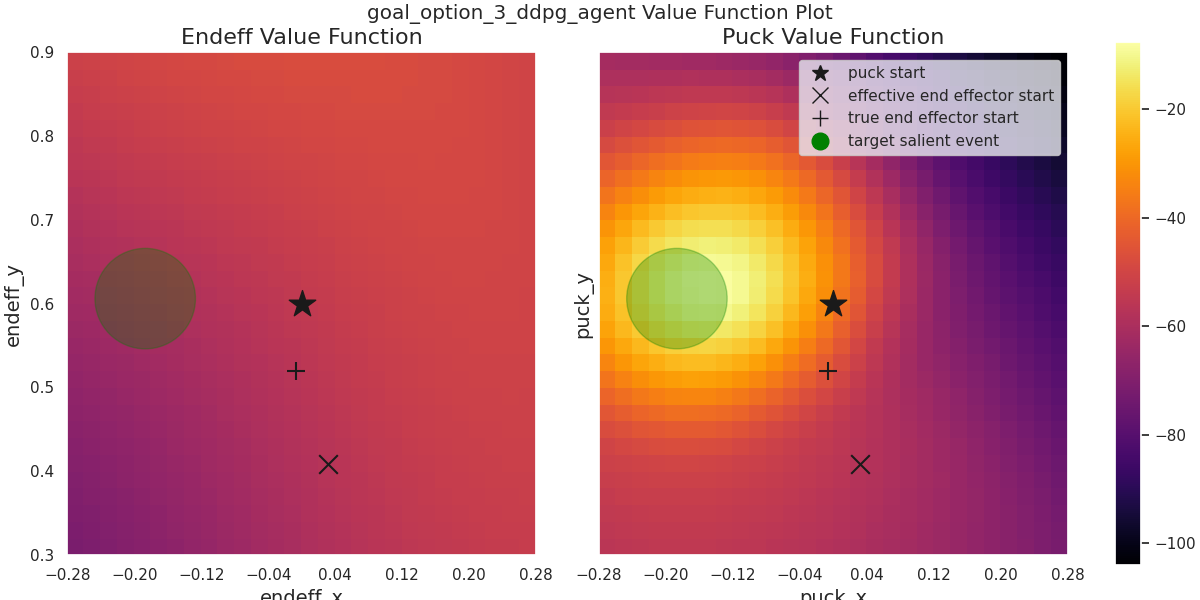 goal_option_3_ddpg_agent Value Function Plot
Endeff Value Function
Puck Value Function
0.9
0.8
0.7
0.6
0.5
0.4
0.3
endeff_y
−0.28 −0.20 −0.12 −0.04 0.04 0.12 0.20 0.28
endeff_x
puck start
effective end effector start
true end effector start
target salient event
puck_y
−0.28 −0.20 −0.12 −0.04 0.04 0.12 0.20 0.28
puck_x
−20
−40
−60
−80
−100